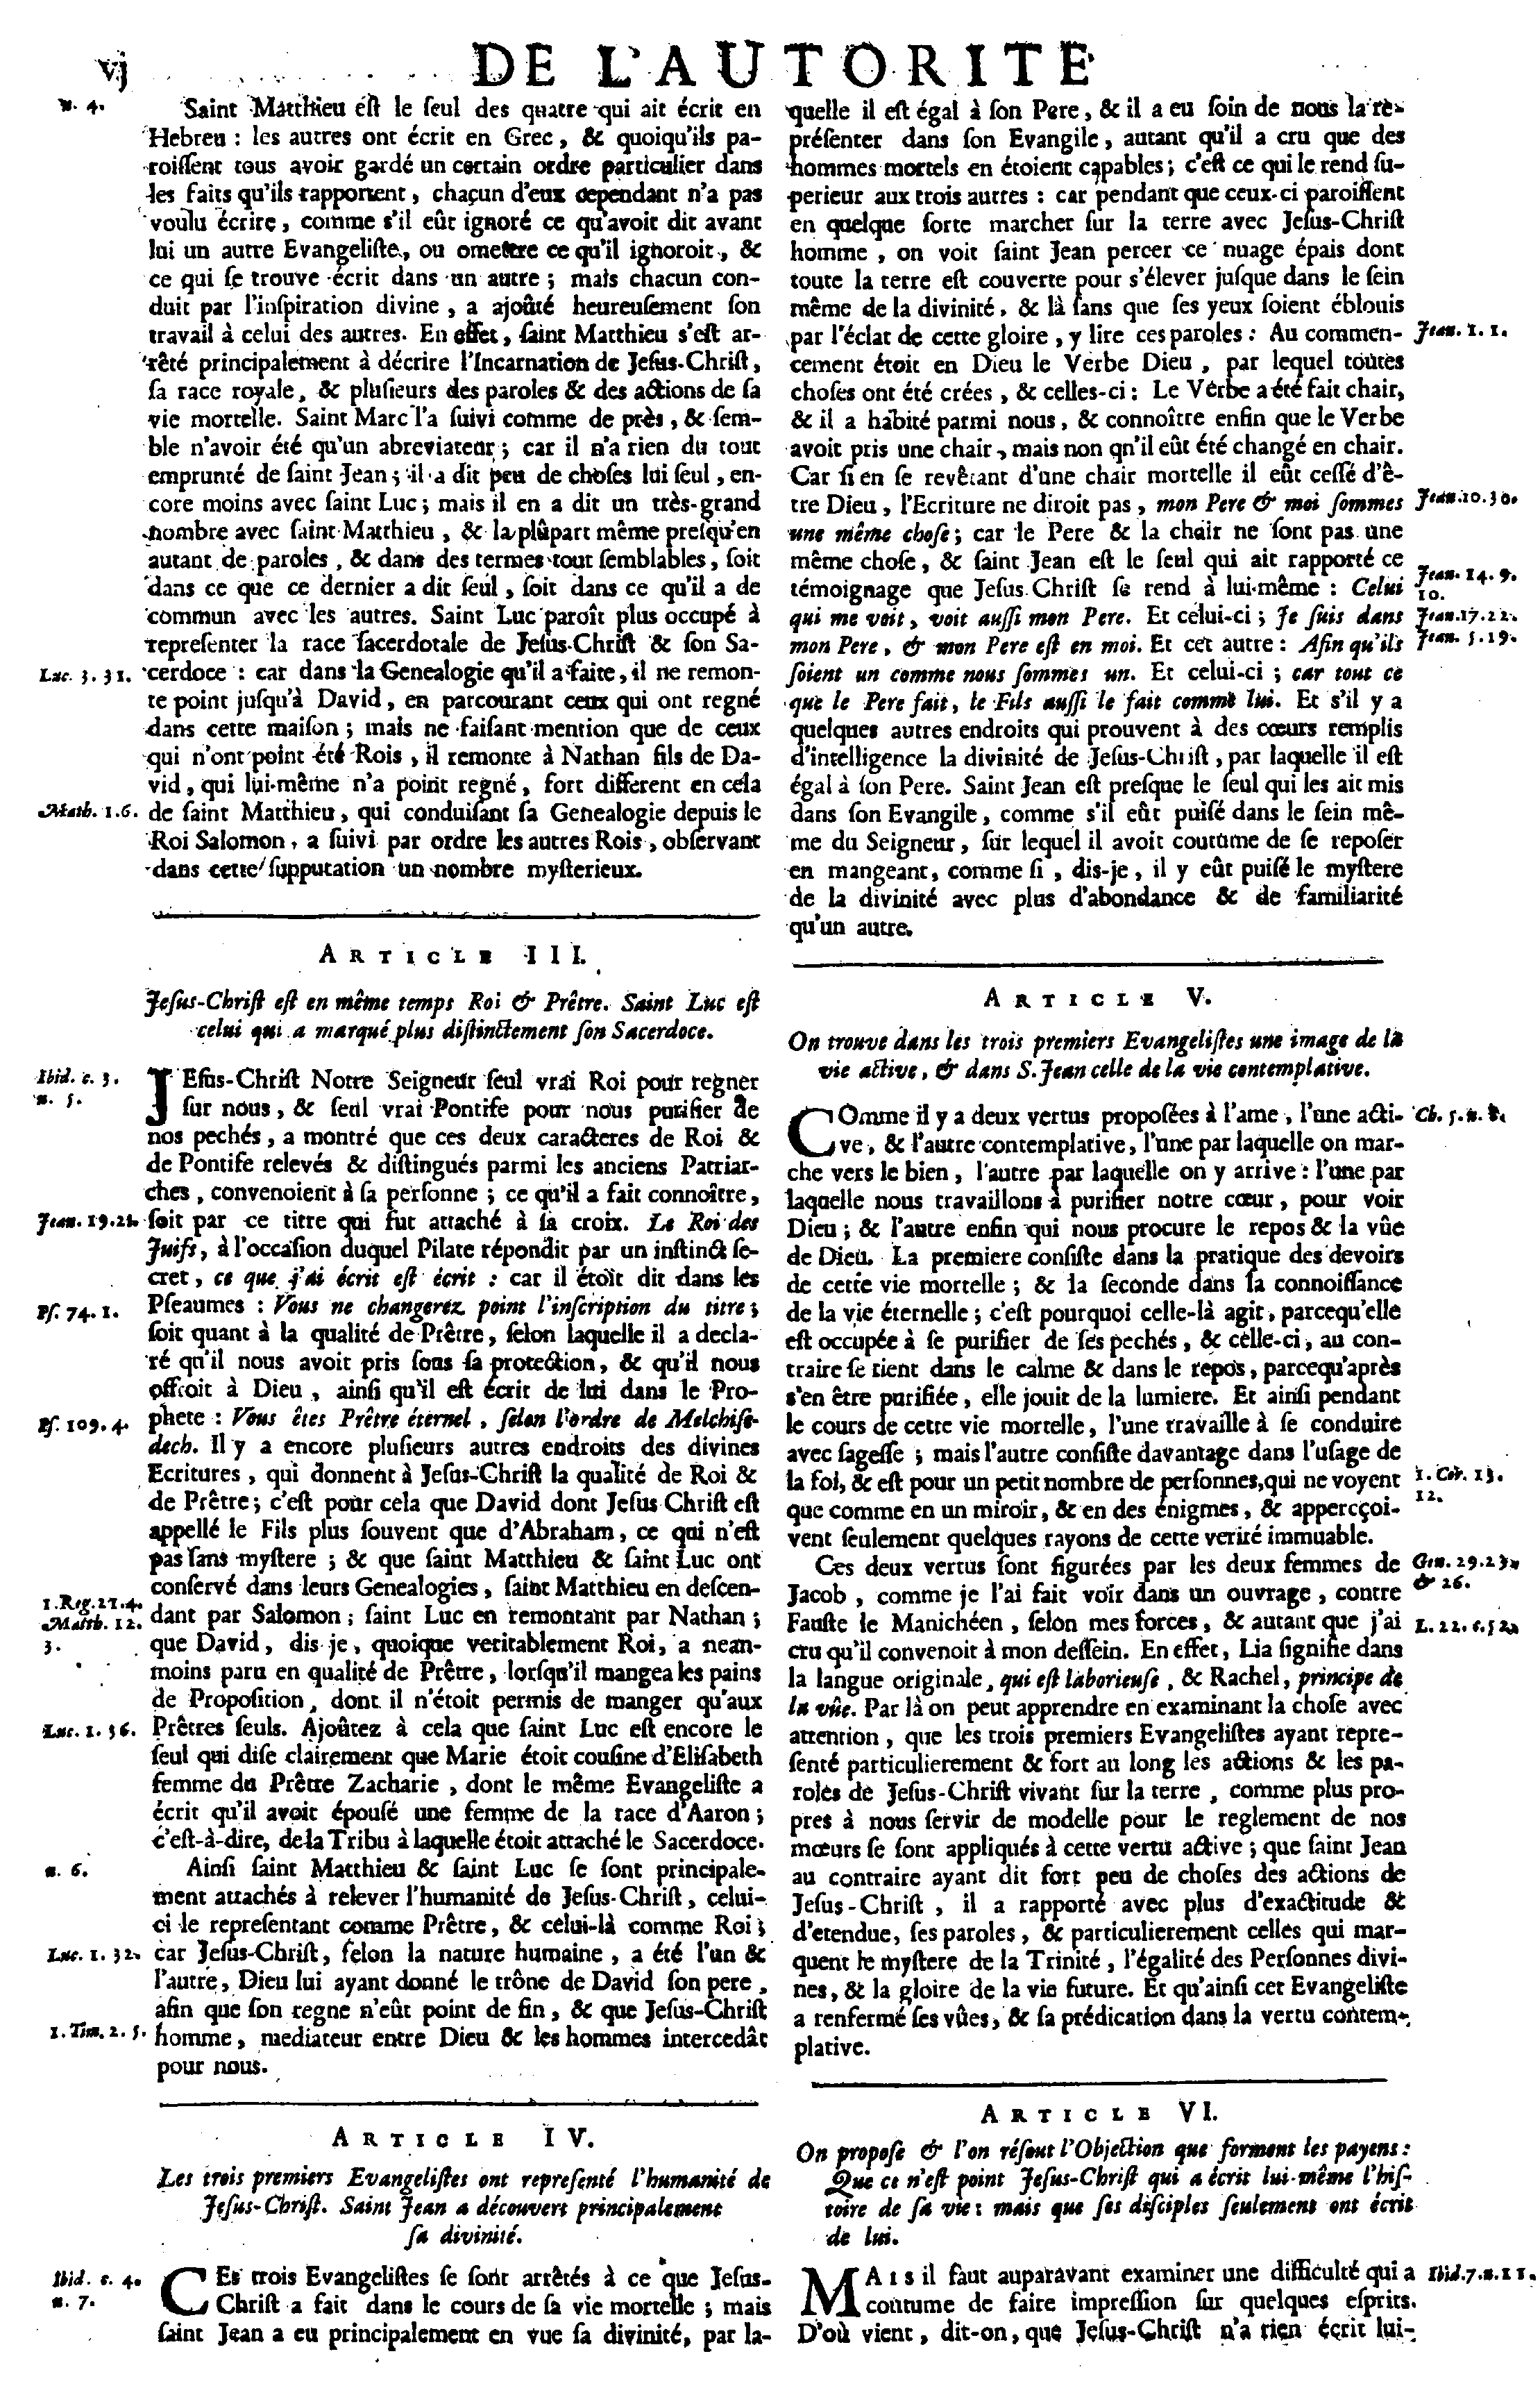 vj
DE L'AUTORITE
n. 4.
Saint Matthieu eſt le ſeul des quatre qui ait écrit en
Hebreu : les autres ont écrit en Grec, & quoiqu'ils pa-
roiſſent tous avoir gardé un certain ordre particulier dans
les faits qu'ils rapportent, chaçun d'eux cependant n'a pas
voulu écrire, comme s'il eût ignoré ce qu'avoit dit avant
lui un autre Evangeliſte, ou omettre ce qu'il ignoroit, &
ce qui ſe trouve écrit dans un autre ; mais chacun con-
duit par l'inſpiration divine, a ajoûté heureuſement ſon
travail à celui des autres. En effet, ſaint Matthieu s'eſt ar-
rêté principalement à décrire l'Incarnation de Jeſus-Chriſt,
ſa race royale, & pluſieurs des paroles & des actions de ſa
vie mortelle. Saint Marc l'a ſuivi comme de près, & ſem-
ble n'avoir été qu'un abreviateur ; car il n'a rien du tout
emprunté de ſaint Jean ; il a dit peu de choſes lui ſeul, en-
core moins avec ſaint Luc ; mais il en a dit un très-grand
nombre avec ſaint Matthieu, & la plûpart même preſqu'en
autant de paroles, & dans des termes tout ſemblables, ſoit
dans ce que ce dernier a dit ſeul, ſoit dans ce qu'il a de
commun avec les autres. Saint Luc paroît plus occupé à
repreſenter la race ſacerdotale de Jeſus-Chriſt & ſon Sa-
Luc. 3. 31.
cerdoce : car dans la Genealogie qu'il a faite, il ne remon-
te point juſqu'à David, en parcourant ceux qui ont regné
dans cette maiſon ; mais ne faiſant mention que de ceux
qui n'ont point été Rois, il remonte à Nathan fils de Da-
vid, qui lui-même n'a point regné, fort different en cela
Math. 1. 6.
de ſaint Matthieu, qui conduiſant ſa Genealogie depuis le
Roi Salomon, a ſuivi par ordre les autres Rois, obſervant
dans cette ſupputation un nombre myſterieux.
ARTICLE III.
Jeſus-Chriſt eſt en même temps Roi & Prêtre. Saint Luc eſt
celui qui a marqué plus diſtinctement ſon Sacerdoce.
Ibid. c. 3.
n. 5.
JEſus-Chriſt Notre Seigneur ſeul vrai Roi pour regner
ſur nous, & ſeul vrai Pontife pour nous purifier de
nos pechés, a montré que ces deux caracteres de Roi &
de Pontife relevés & diſtingués parmi les anciens Patriar-
ches, convenoient à ſa perſonne ; ce qu'il a fait connoître,
Jean. 19. 21.
ſoit par ce titre qui fut attaché à ſa croix. Le Roi des
Juifs, à l'occaſion duquel Pilate répondit par un inſtinct ſe-
cret, ce que j'ai écrit eſt écrit : car il étoit dit dans les
Pſ. 74. 1.
Pſeaumes : Vous ne changerez point l'inſcription du titre ;
ſoit quant à la qualité de Prêtre, ſelon laquelle il a decla-
ré qu'il nous avoit pris ſous ſa protection, & qu'il nous
offroit à Dieu, ainſi qu'il eſt écrit de lui dans le Pro-
Pſ. 109. 4.
phete : Vous êtes Prêtre éternel, ſelon l'ordre de Melchiſe-
dech. Il y a encore pluſieurs autres endroits des divines
Ecritures, qui donnent à Jeſus-Chriſt la qualité de Roi &
de Prêtre ; c'eſt pour cela que David dont Jeſus Chriſt eſt
appellé le Fils plus ſouvent que d'Abraham, ce qui n'eſt
pas ſans myſtere ; & que ſaint Matthieu & ſaint Luc ont
conſervé dans leurs Genealogies, ſaint Matthieu en deſcen-
1. Reg. 21. 4.
Matth. 12.
3.
dant par Salomon ; ſaint Luc en remontant par Nathan ;
que David, dis je, quoique veritablement Roi, a nean-
moins paru en qualité de Prêtre, lorſqu'il mangea les pains
de Propoſition, dont il n'étoit permis de manger qu'aux
Luc. 1. 36.
Prêtres ſeuls. Ajoûtez à cela que ſaint Luc eſt encore le
ſeul qui diſe clairement que Marie étoit couſine d'Eliſabeth
femme du Prêtre Zacharie, dont le même Evangeliſte a
écrit qu'il avoit épouſé une femme de la race d'Aaron ;
c'eſt-à-dire, de la Tribu à laquelle étoit attaché le Sacerdoce.
n. 6.
Ainſi ſaint Matthieu & ſaint Luc ſe ſont principale-
ment attachés à relever l'humanité de Jeſus-Chriſt, celui-
ci le repreſentant comme Prêtre, & celui-là comme Roi ;
Luc. 1. 32.
car Jeſus-Chriſt, ſelon la nature humaine, a été l'un &
l'autre, Dieu lui ayant donné le trône de David ſon pere,
afin que ſon regne n'eût point de fin, & que Jeſus-Chriſt
1. Tim. 2. 5.
homme, mediateur entre Dieu & les hommes intercedât
pour nous.
ARTICLE IV.
Les trois premiers Evangeliſtes ont repreſenté l'humanité de
Jeſus-Chriſt. Saint Jean a découvert principalement
ſa divinité.
Ibid. c. 4.
n. 7.
CEs trois Evangeliſtes ſe ſont arrêtés à ce que Jeſus-
Chriſt a fait dans le cours de ſa vie mortelle ; mais
ſaint Jean a eu principalement en vue ſa divinité, par la-
quelle il eſt égal à ſon Pere, & il a eu ſoin de nous la re-
préſenter dans ſon Evangile, autant qu'il a cru que des
hommes mortels en étoient capables ; c'eſt ce qui le rend ſu-
perieur aux trois autres : car pendant que ceux-ci paroiſſent
en quelque ſorte marcher ſur la terre avec Jeſus-Chriſt
homme, on voit ſaint Jean percer ce nuage épais dont
toute la terre eſt couverte pour s'élever juſque dans le ſein
même de la divinité, & là ſans que ſes yeux ſoient éblouis
par l'éclat de cette gloire, y lire ces paroles : Au commen-
Jean. 1. 1.
cement étoit en Dieu le Verbe Dieu, par lequel toutes
choſes ont été crées, & celles-ci : Le Verbe a été fait chair,
& il a habité parmi nous, & connoître enfin que le Verbe
avoit pris une chair, mais non qn'il eût été changé en chair.
Car ſi en ſe revêtant d'une chair mortelle il eût ceſſé d'ê-
tre Dieu, l'Ecriture ne diroit pas, mon Pere & moi ſommes
Jean. 10. 30.
une même choſe ; car le Pere & la chair ne ſont pas une
même choſe, & ſaint Jean eſt le ſeul qui ait rapporté ce
témoignage que Jeſus Chriſt ſe rend à lui-même : Celui
Jean. 14. 9.
10.
qui me voit, voit auſſi mon Pere. Et celui-ci ; Je ſuis dans
Jean. 17. 22.
mon Pere, & mon Pere eſt en moi. Et cet autre : Afin qu'ils
Jean. 5. 19.
ſoient un comme nous ſommes un. Et celui-ci ; car tout ce
que le Pere fait, le Fils auſſi le fait comme lui. Et s'il y a
quelques autres endroits qui prouvent à des cœurs remplis
d'intelligence la divinité de Jeſus-Chriſt, par laquelle il eſt
égal à ſon Pere. Saint Jean eſt preſque le ſeul qui les ait mis
dans ſon Evangile, comme s'il eût puiſé dans le ſein mê-
me du Seigneur, ſur lequel il avoit coutume de ſe repoſer
en mangeant, comme ſi, dis-je, il y eût puiſé le myſtere
de la divinité avec plus d'abondance & de familiarité
qu'un autre.
ARTICLE V.
On trouve dans les trois premiers Evangeliſtes une image de la
vie active, & dans S. Jean celle de la vie contemplative.
COmme il y a deux vertus propoſées à l'ame, l'une acti-
Ch. 5. n. 8.
ve, & l'autre contemplative, l'une par laquelle on mar-
che vers le bien, l'autre par laquelle on y arrive : l'une par
laquelle nous travaillons à purifier notre cœur, pour voir
Dieu ; & l'autre enfin qui nous procure le repos & la vûe
de Dieu. La premiere conſiſte dans la pratique des devoirs
de cette vie mortelle ; & la ſeconde dans la connoiſſance
de la vie éternelle ; c'eſt pourquoi celle-là agit, parcequ'elle
eſt occupée à ſe purifier de ſes pechés, & celle-ci, au con-
traire ſe tient dans le calme & dans le repos, parcequ'après
s'en être purifiée, elle jouit de la lumiere. Et ainſi pendant
le cours de cette vie mortelle, l'une travaille à ſe conduire
avec ſageſſe ; mais l'autre conſiſte davantage dans l'uſage de
la foi, & eſt pour un petit nombre de perſonnes, qui ne voyent
1. Cor. 13.
12.
que comme en un miroir, & en des énigmes, & appercçoi-
vent ſeulement quelques rayons de cette verité immuable.
Ces deux vertus ſont figurées par les deux femmes de
Gen. 29. 23.
& 26.
Jacob, comme je l'ai fait voir dans un ouvrage, contre
Fauſte le Manichéen, ſelon mes forces, & autant que j'ai
L. 22. c. 52.
cru qu'il convenoit à mon deſſein. En effet, Lia ſignifie dans
la langue originale, qui eſt laborieuſe, & Rachel, principe de
la vûe. Par là on peut apprendre en examinant la choſe avec
attention, que les trois premiers Evangeliſtes ayant repre-
ſenté particulierement & fort au long les actions & les pa-
roles de Jeſus-Chriſt vivant ſur la terre, comme plus pro-
pres à nous ſervir de modelle pour le reglement de nos
mœurs ſe ſont appliqués à cette vertu active ; que ſaint Jean
au contraire ayant dit fort peu de choſes des actions de
Jeſus-Chriſt, il a rapporté avec plus d'exactitude &
d'etendue, ſes paroles, & particulierement celles qui mar-
quent le myſtere de la Trinité, l'égalité des Perſonnes divi-
nes, & la gloire de la vie future. Et qu'ainſi cet Evangeliſte
a renfermé ſes vûes, & ſa prédication dans la vertu contem-
plative.
ARTICLE VI.
On propoſe & l'on réſout l'Objection que forment les payens :
Que ce n'eſt point Jeſus-Chriſt qui a écrit lui-même l'hiſ-
toire de ſa vie : mais que ſes diſciples ſeulement ont écrit
de lui.
MAIs il faut auparavant examiner une difficulté qui a
Ibid. 7. n. 11.
coutume de faire impreſſion ſur quelques eſprits.
D'où vient, dit-on, que Jeſus-Chriſt n'a rien écrit lui-